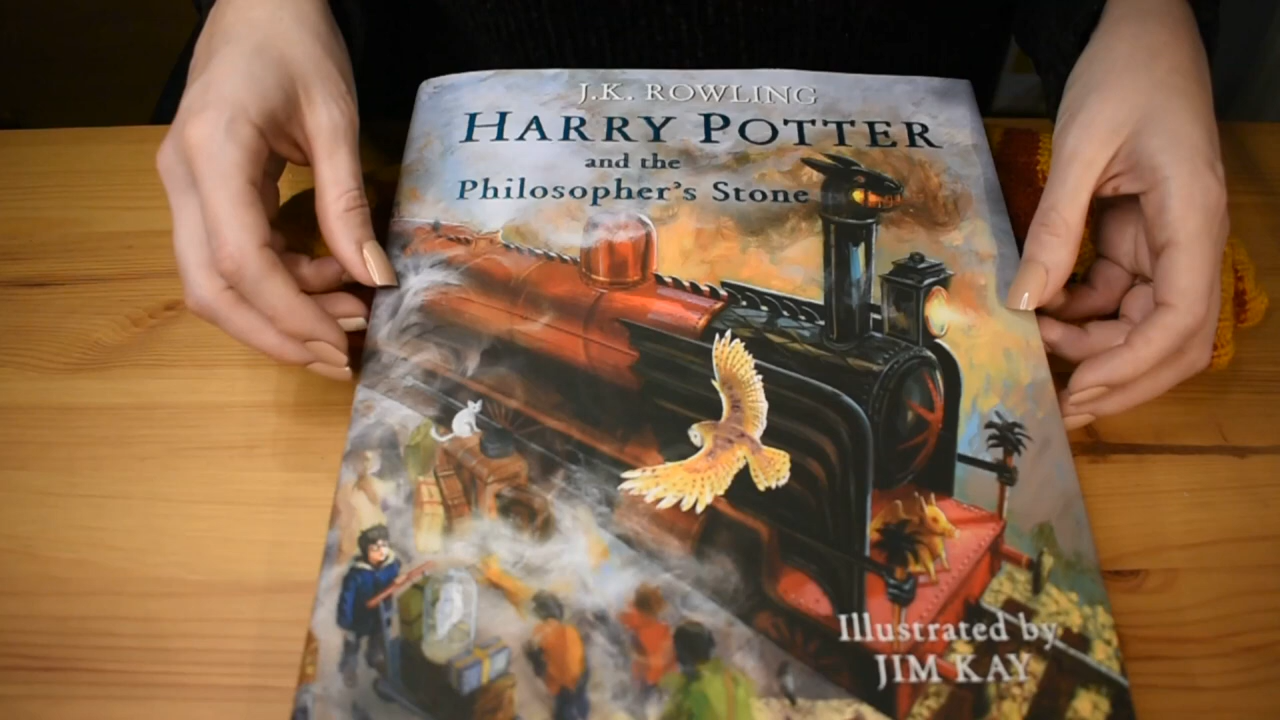 J.K. ROWLING
HARRY POTTER
and the
Philosopher's Stone
Illustrated by
JIM KAY